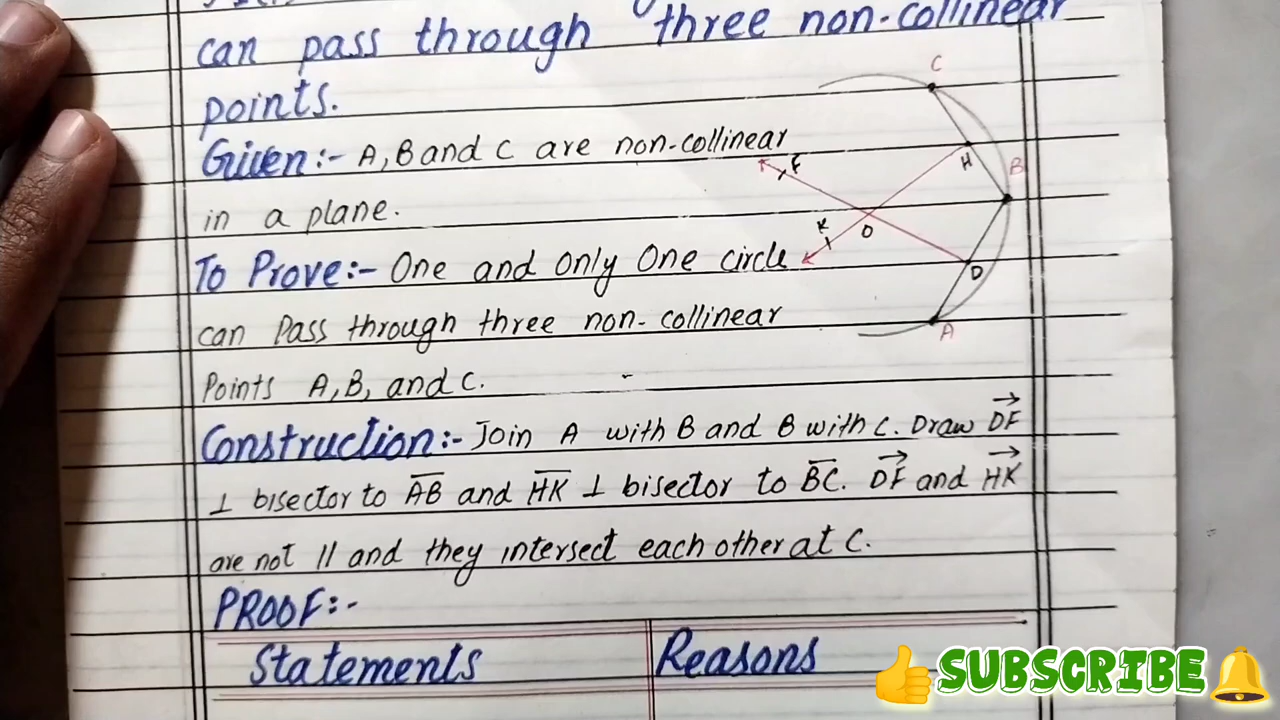 can pass through three non-collinear
points.
Given:- A, B and C are non-collinear
in a plane.
To Prove:- One and only One circle
can Pass through three non-collinear
Points A, B, and C.
Construction:- Join A with B and B with C. Draw DF
⊥ bisector to AB and HK ⊥ bisector to BC. DF and HK
are not // and they intersect each other at C.
PROOF:-
Statements
Reasons
C
H
B
F
K
O
D
A
SUBSCRIBE